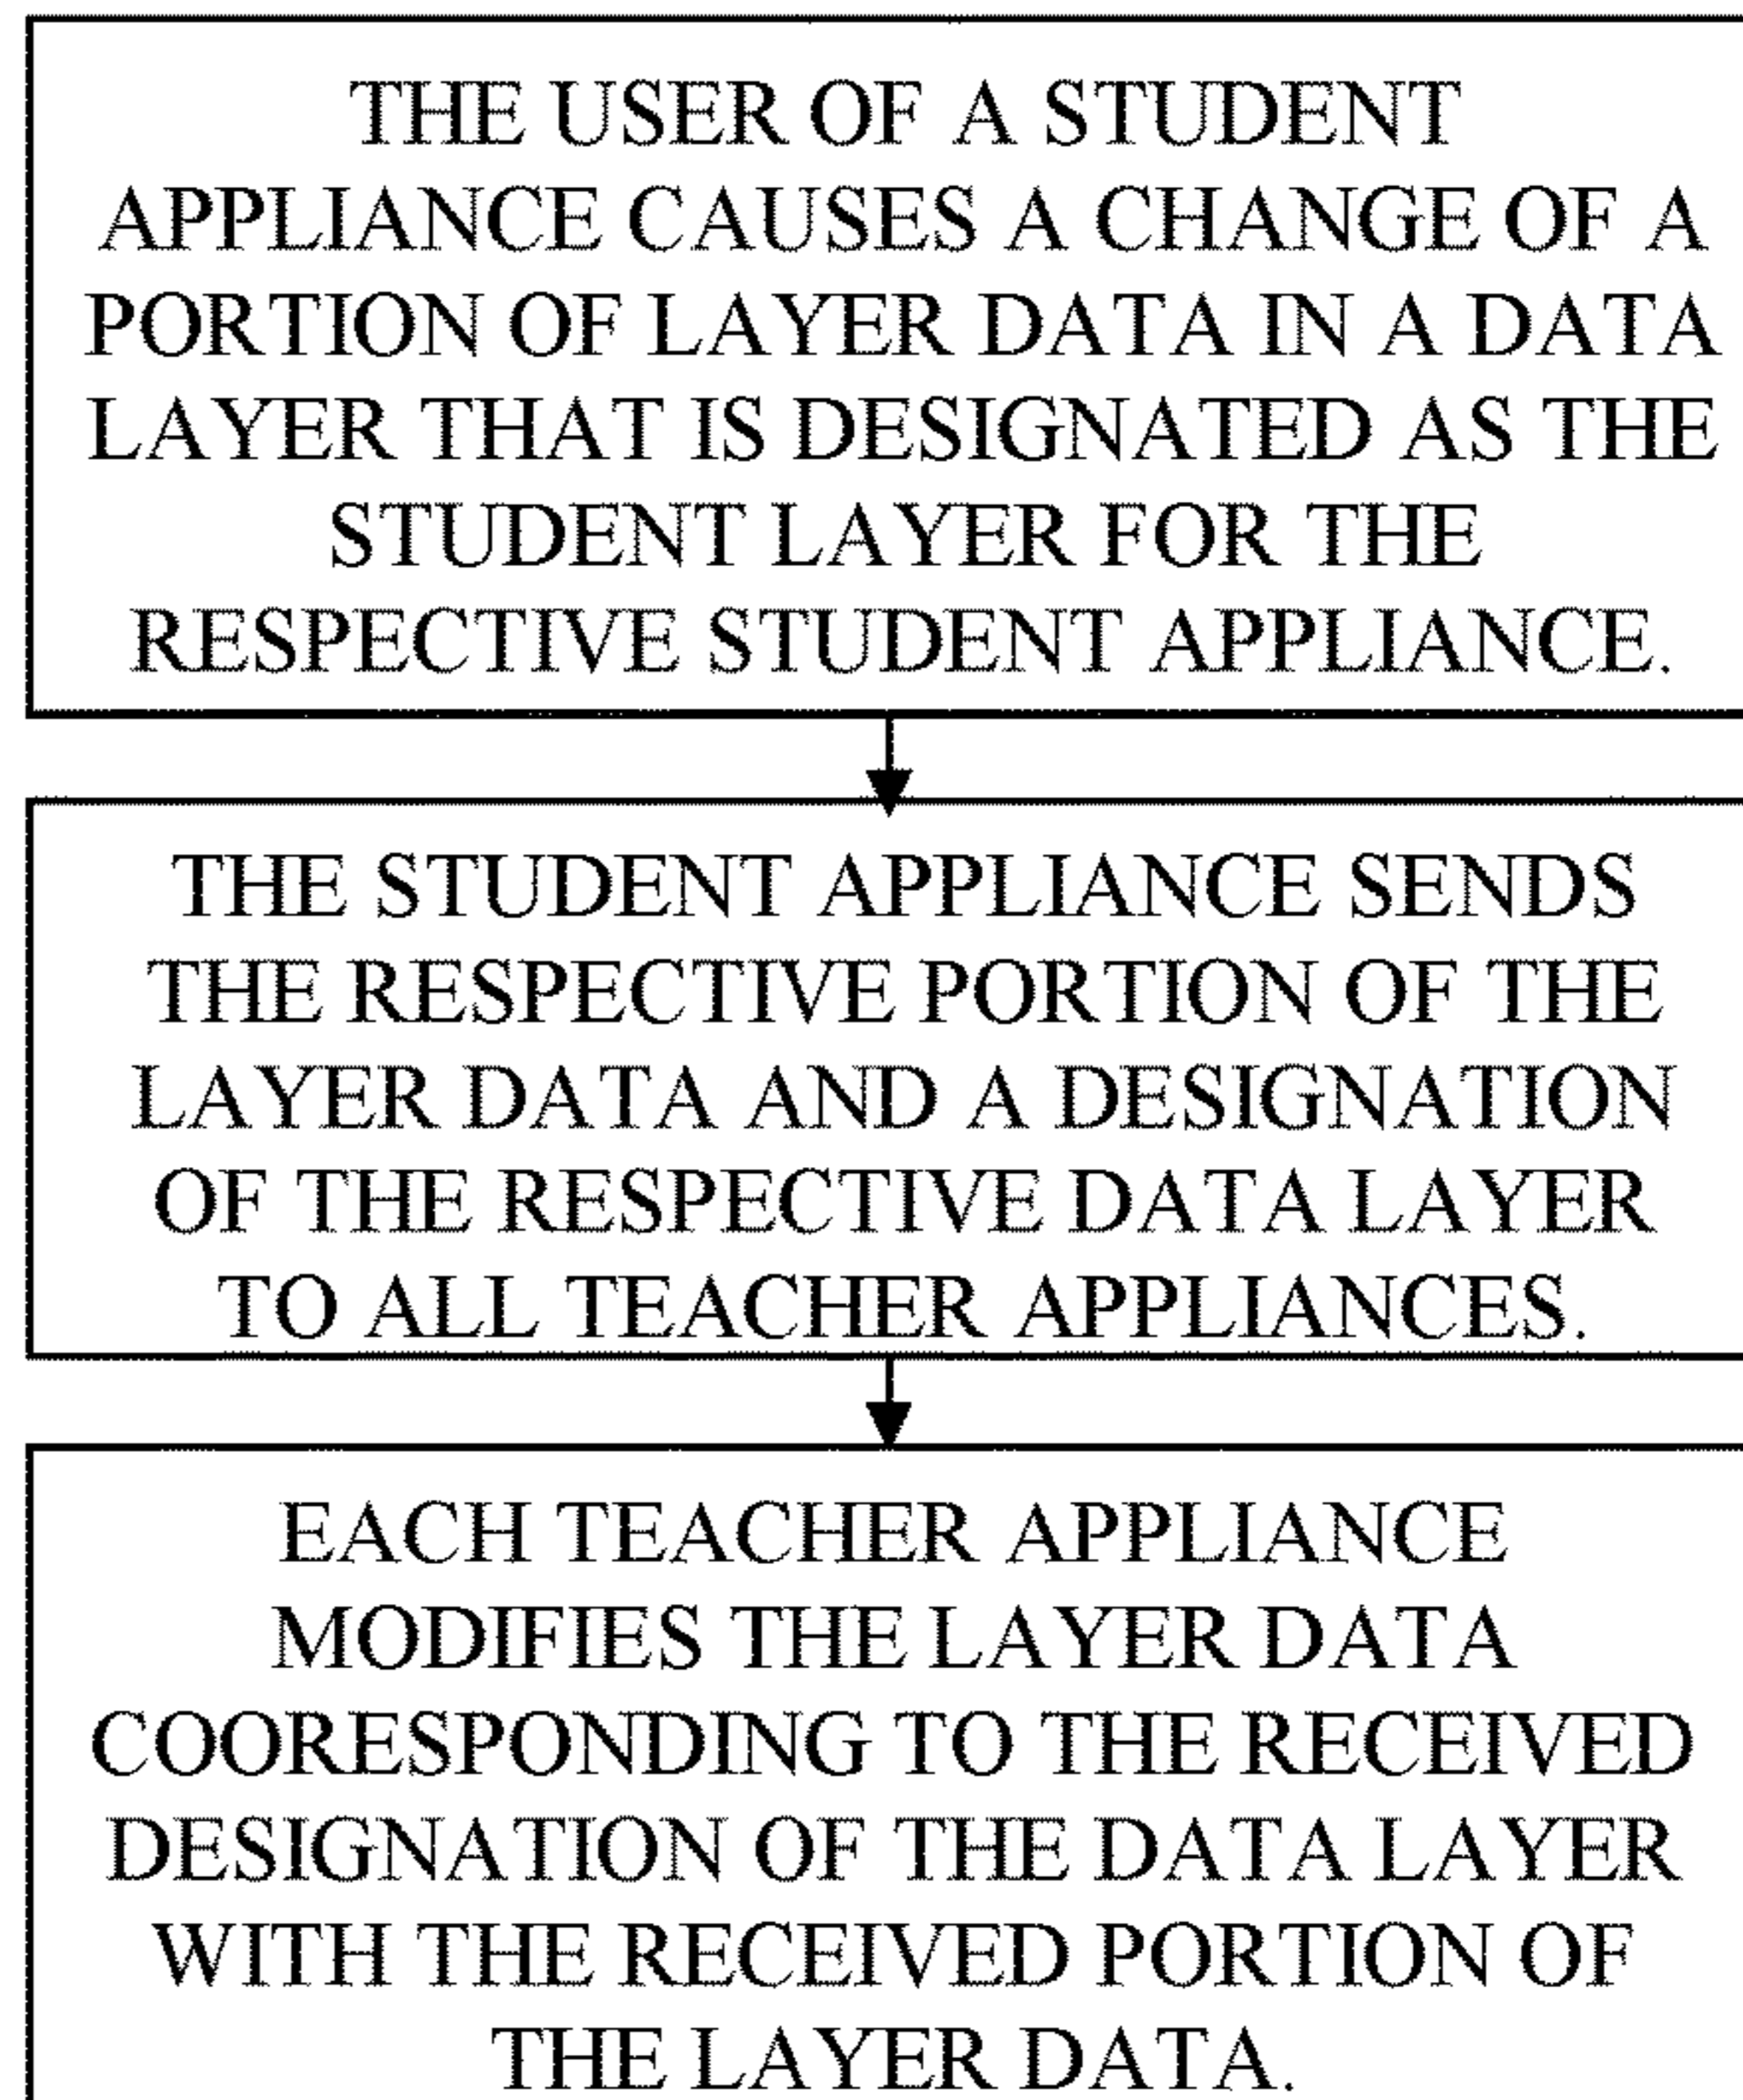 THE USER OF A STUDENT
APPLIANCE CAUSES A CHANGE OF A
PORTION OF LAYER DATA IN A DATA
LAYER THAT IS DESIGNATED AS THE
STUDENT LAYER FOR THE
RESPECTIVE STUDENT APPLIANCE.
THE STUDENT APPLIANCE SENDS
THE RESPECTIVE PORTION OF THE
LAYER DATA AND A DESIGNATION
OF THE RESPECTIVE DATA LAYER
TO ALL TEACHER APPLIANCES.
EACH TEACHER APPLIANCE
MODIFIES THE LAYER DATA
COORESPONDING TO THE RECEIVED
DESIGNATION OF THE DATA LAYER
WITH THE RECEIVED PORTION OF
THE LAYER DATA.